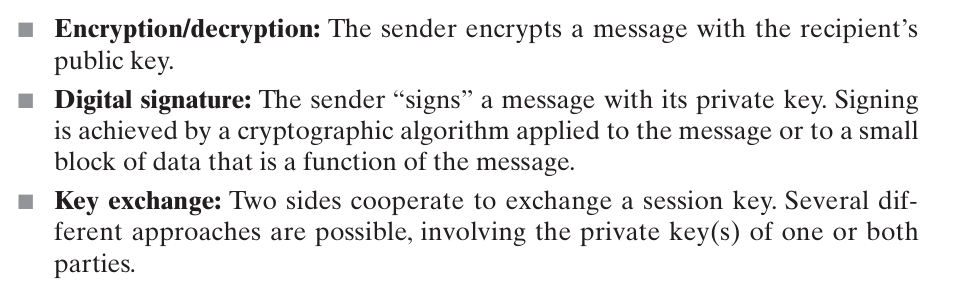 ■ Encryption/decryption: The sender encrypts a message with the recipient’s
public key.
■ Digital signature: The sender “signs” a message with its private key. Signing
is achieved by a cryptographic algorithm applied to the message or to a small
block of data that is a function of the message.
■ Key exchange: Two sides cooperate to exchange a session key. Several dif-
ferent approaches are possible, involving the private key(s) of one or both
parties.